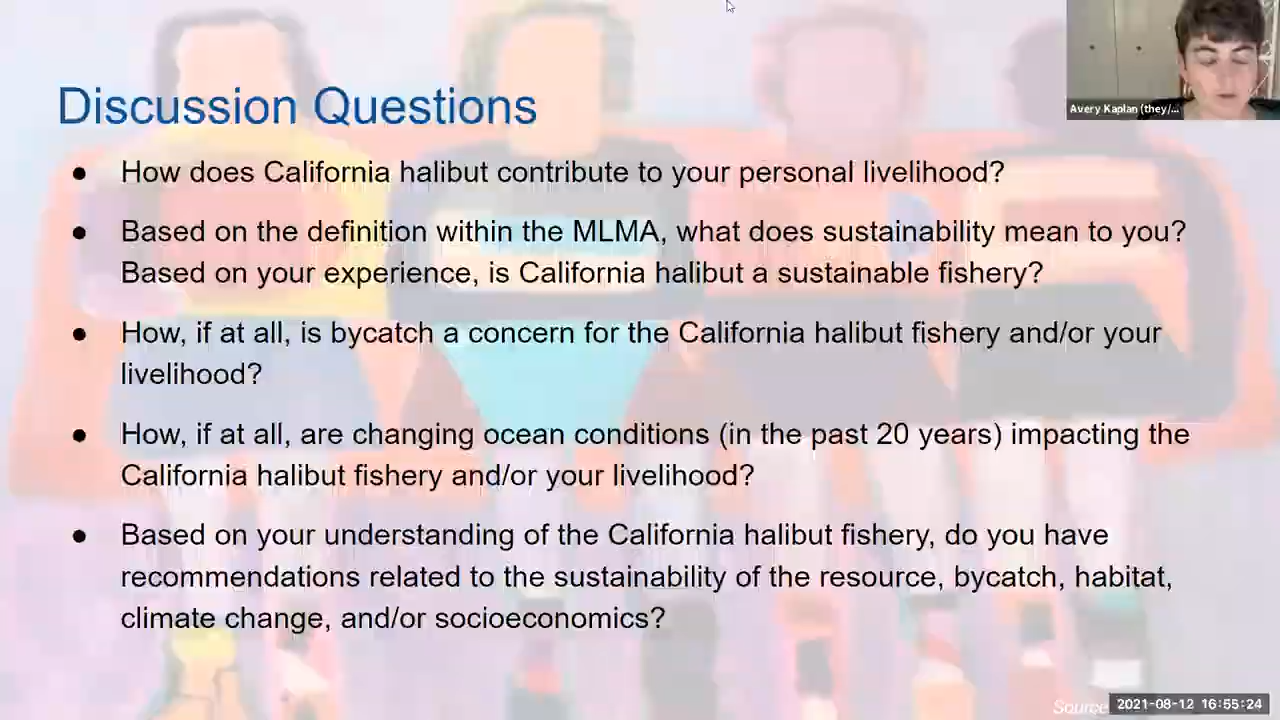 Discussion Questions
Avery Kaplan (they/...
● How does California halibut contribute to your personal livelihood?
● Based on the definition within the MLMA, what does sustainability mean to you?
Based on your experience, is California halibut a sustainable fishery?
● How, if at all, is bycatch a concern for the California halibut fishery and/or your
livelihood?
● How, if at all, are changing ocean conditions (in the past 20 years) impacting the
California halibut fishery and/or your livelihood?
● Based on your understanding of the California halibut fishery, do you have
recommendations related to the sustainability of the resource, bycatch, habitat,
climate change, and/or socioeconomics?
Source
2021-08-12 16:55:24